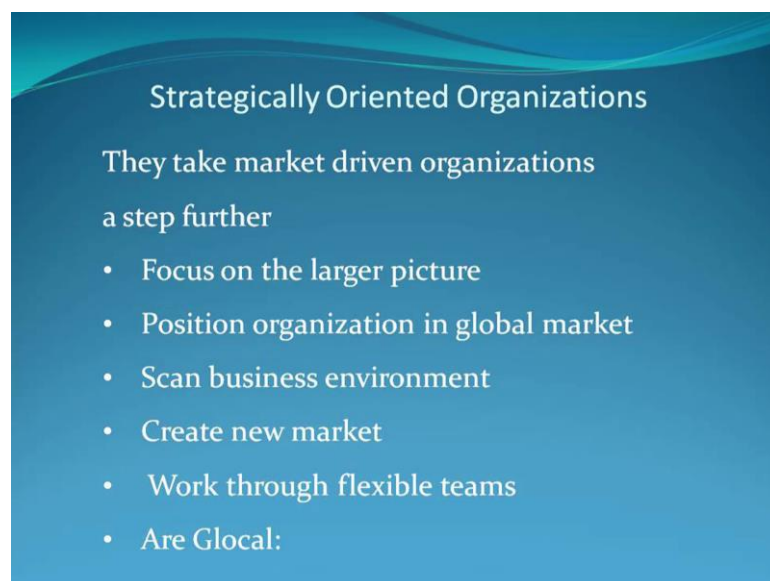 Strategically Oriented Organizations
They take market driven organizations
a step further
• Focus on the larger picture
• Position organization in global market
• Scan business environment
• Create new market
• Work through flexible teams
• Are Glocal: